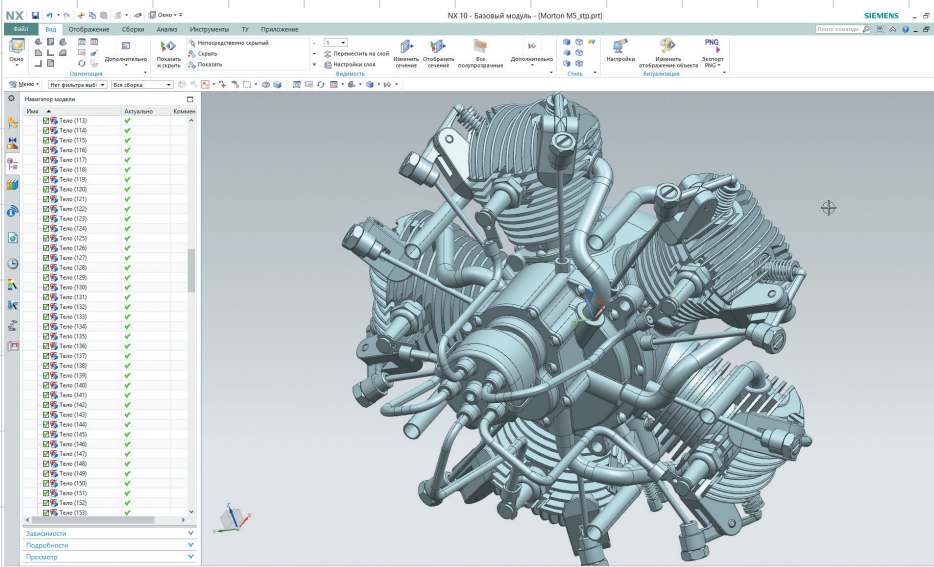 NX
Окно
NX 10 - Базовый модуль - [Morton M5_stp.prt]
SIEMENS
Файл Вид Отображение Сборки Анализ Инструменты ТУ Приложение
Поиск команды
Окно
Дополнительно
Ориентация
Показать и скрыть
Непосредственно скрытый
Скрыть
Показать
1
Переместить на слой
Настройки слоя
Видимость
Изменить сечение
Отобразить сечение
Все полупрозрачные
Дополнительно
Стиль
Настройки
Изменить отображение объекта
PNG
Экспорт PNG
Визуализация
Меню
Нет фильтра выбо
Вся сборка
Навигатор модели
Имя Актуально Коммен
Тело (113)
Тело (114)
Тело (115)
Тело (116)
Тело (117)
Тело (118)
Тело (119)
Тело (120)
Тело (121)
Тело (122)
Тело (123)
Тело (124)
Тело (125)
Тело (126)
Тело (127)
Тело (128)
Тело (129)
Тело (130)
Тело (131)
Тело (132)
Тело (133)
Тело (134)
Тело (135)
Тело (136)
Тело (137)
Тело (138)
Тело (139)
Тело (140)
Тело (141)
Тело (142)
Тело (143)
Тело (144)
Тело (145)
Тело (146)
Тело (147)
Тело (148)
Тело (149)
Тело (150)
Тело (151)
Тело (152)
Тело (153)
Зависимости
Подробности
Просмотр
Z
X
Y